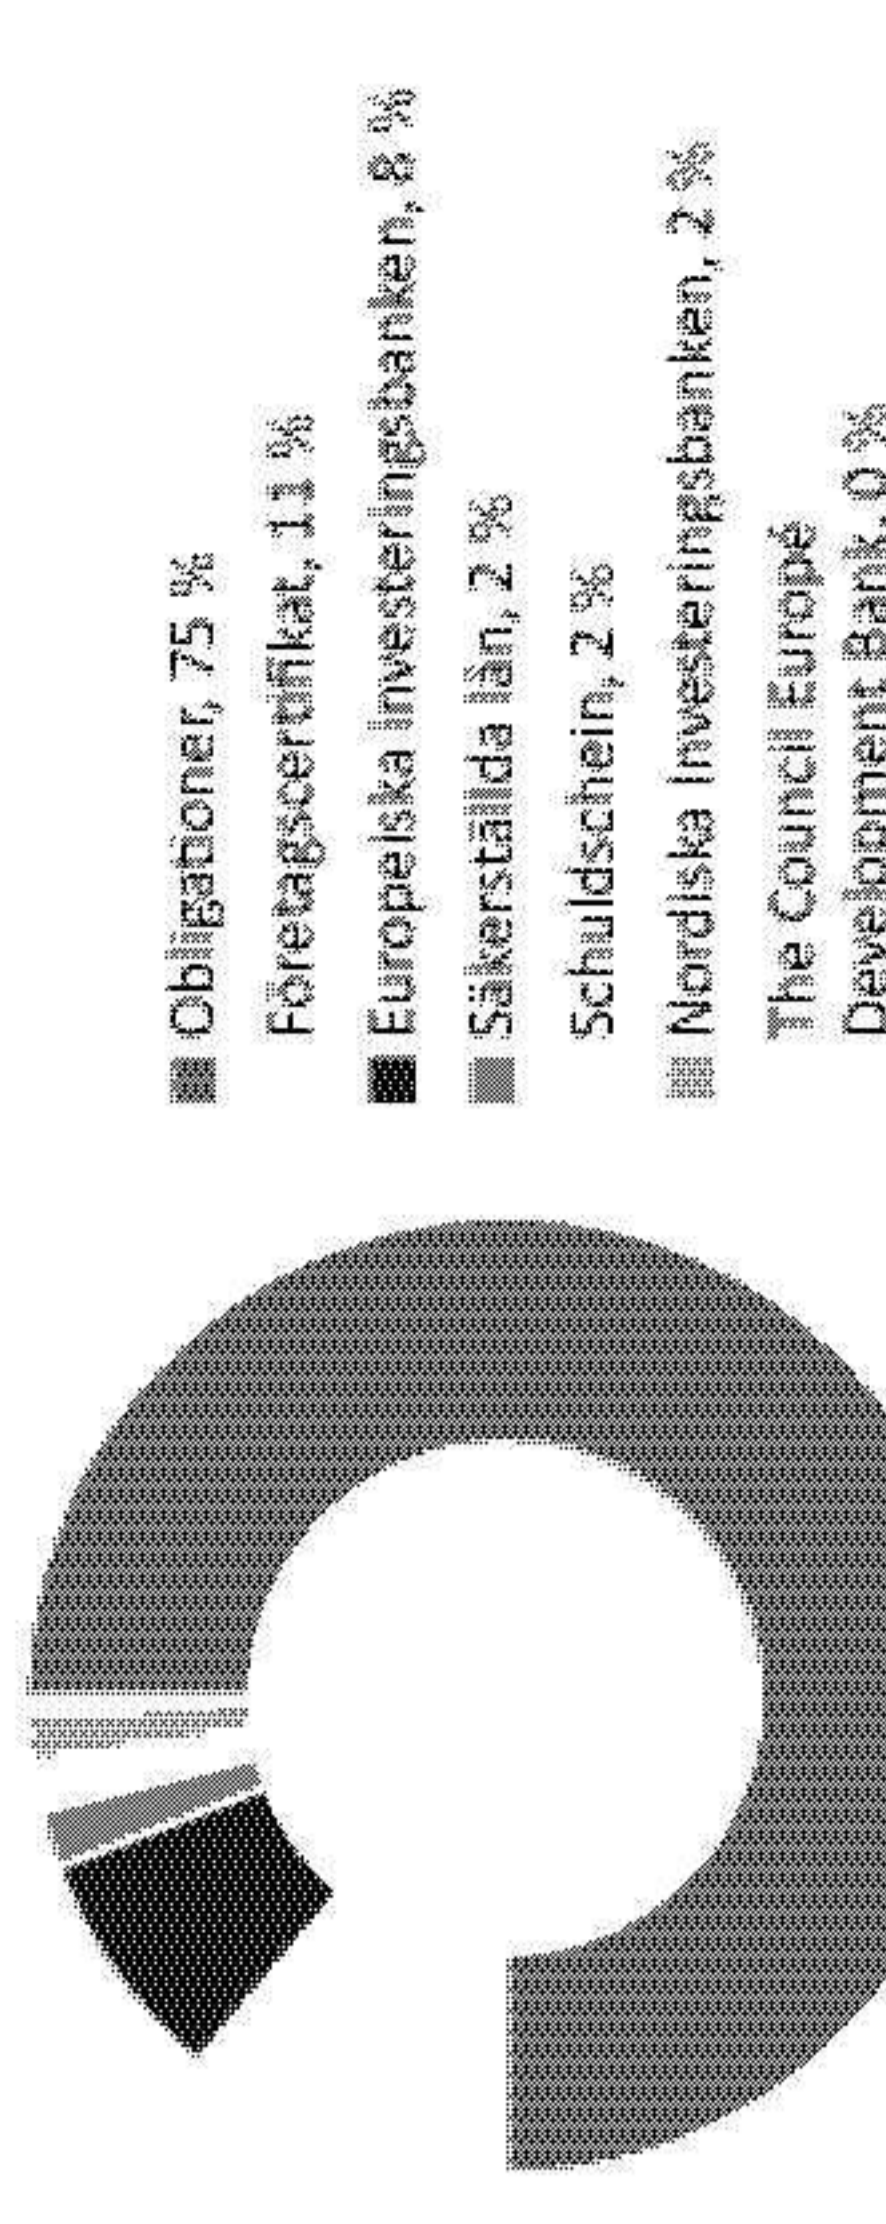 Obligationer, 75 %
Företagscertifikat, 11 %
Europeiska Investeringsbanken, 8 %
Säkerställda lån, 2 %
Schuldschein, 2 %
Nordiska Investeringsbanken, 2 %
The Council Europe
Development Bank, 0 %